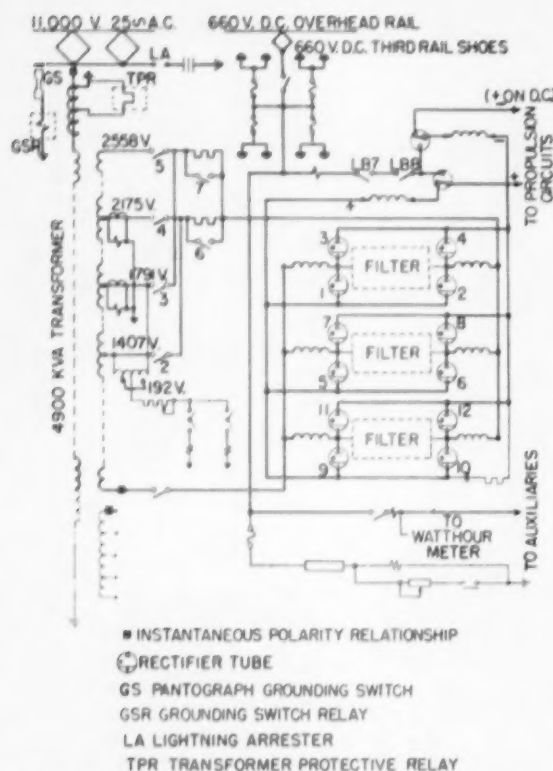 11,000 V. 25~A.C.
660 V. D.C. OVERHEAD RAIL
660 V. D.C. THIRD RAIL SHOES
LA
GS
TPR
GSR
(± ON D.C.)
2558 V.
5
7
LB7
LB8
+
-
+
TO PROPULSION CIRCUITS
2175 V.
4
6
3
4
FILTER
1
2
1791 V.
3
7
8
FILTER
5
6
1407 V.
2
192 V.
11
12
FILTER
9
10
4900 KVA TRANSFORMER
TO WATTHOUR METER
TO AUXILIARIES
INSTANTANEOUS POLARITY RELATIONSHIP
RECTIFIER TUBE
GS PANTOGRAPH GROUNDING SWITCH
GSR GROUNDING SWITCH RELAY
LA LIGHTNING ARRESTER
TPR TRANSFORMER PROTECTIVE RELAY